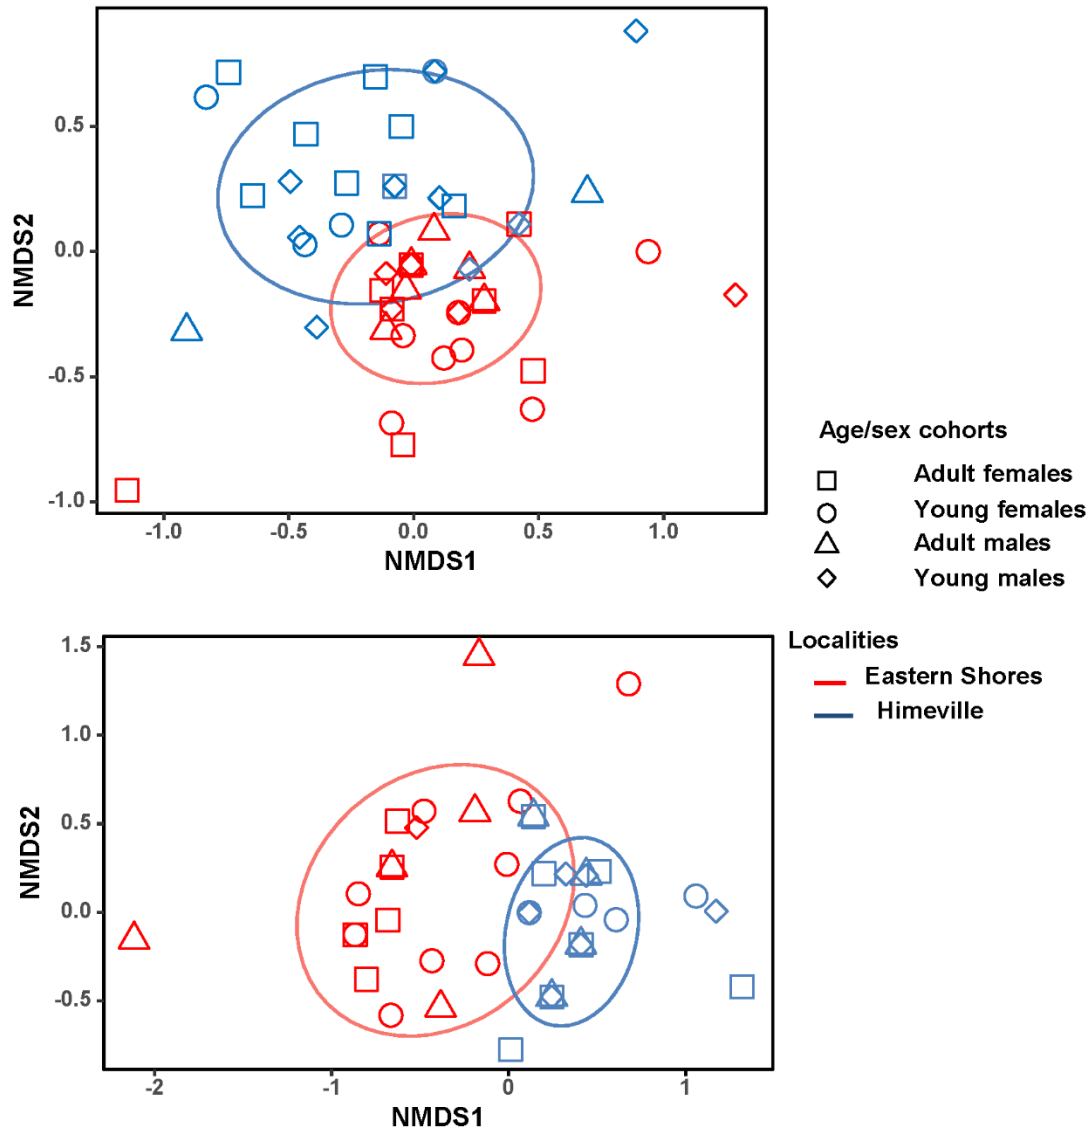 NMDS2
0.5
0.0
-0.5
-1.0
-1.0
-0.5
0.0
0.5
1.0
NMDS1
Age/sex cohorts
Adult females
Young females
Adult males
Young males
Localities
Eastern Shores
Himeville
NMDS2
1.5
1.0
0.5
0.0
-0.5
-2
-1
0
1
NMDS1